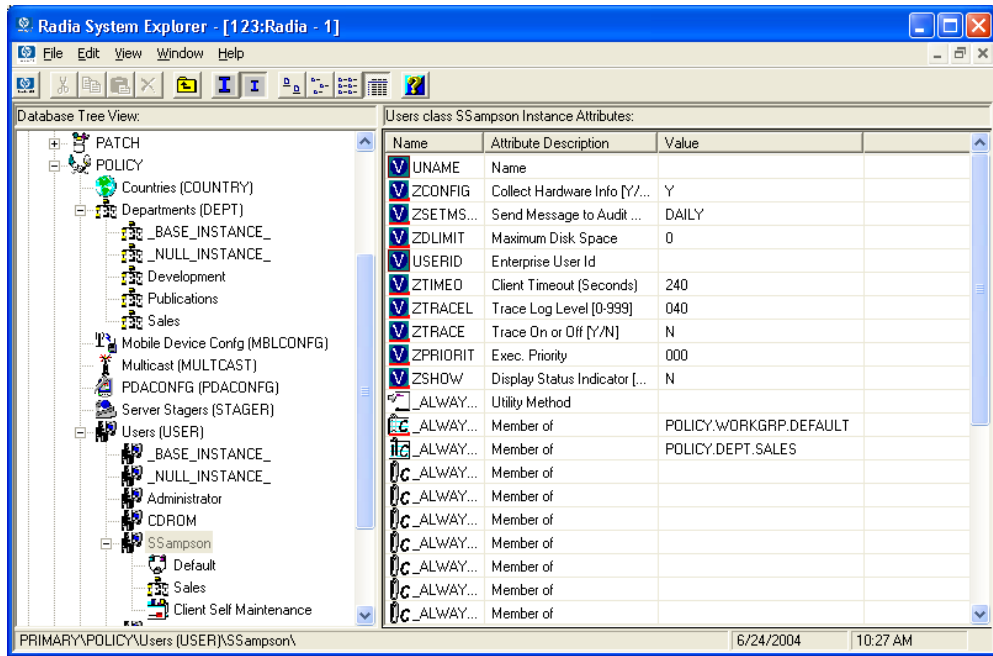 Radia System Explorer - [123:Radia - 1]
File Edit View Window Help
Database Tree View:
PATCH
POLICY
Countries (COUNTRY)
Departments (DEPT)
_BASE_INSTANCE_
_NULL_INSTANCE_
Development
Publications
Sales
Mobile Device Confg (MBLCONFG)
Multicast (MULTCAST)
PDACONFG (PDACONFG)
Server Stagers (STAGER)
Users (USER)
_BASE_INSTANCE_
_NULL_INSTANCE_
Administrator
CDROM
SSampson
Default
Sales
Client Self Maintenance
Users class SSampson Instance Attributes:
Name Attribute Description Value
V UNAME Name
V ZCONFIG Collect Hardware Info [Y/... Y
V ZSETMS... Send Message to Audit ... DAILY
V ZDLIMIT Maximum Disk Space 0
V USERID Enterprise User Id
V ZTIMEO Client Timeout (Seconds) 240
V ZTRACEL Trace Log Level [0-999] 040
V ZTRACE Trace On or Off [Y/N] N
V ZPRIORIT Exec. Priority 000
V ZSHOW Display Status Indicator [... N
_ALWAY... Utility Method
C _ALWAY... Member of POLICY.WORKGRP.DEFAULT
C _ALWAY... Member of POLICY.DEPT.SALES
C _ALWAY... Member of
C _ALWAY... Member of
C _ALWAY... Member of
C _ALWAY... Member of
C _ALWAY... Member of
C _ALWAY... Member of
C _ALWAY... Member of
PRIMARY\POLICY\Users (USER)\SSampson\ 6/24/2004 10:27 AM